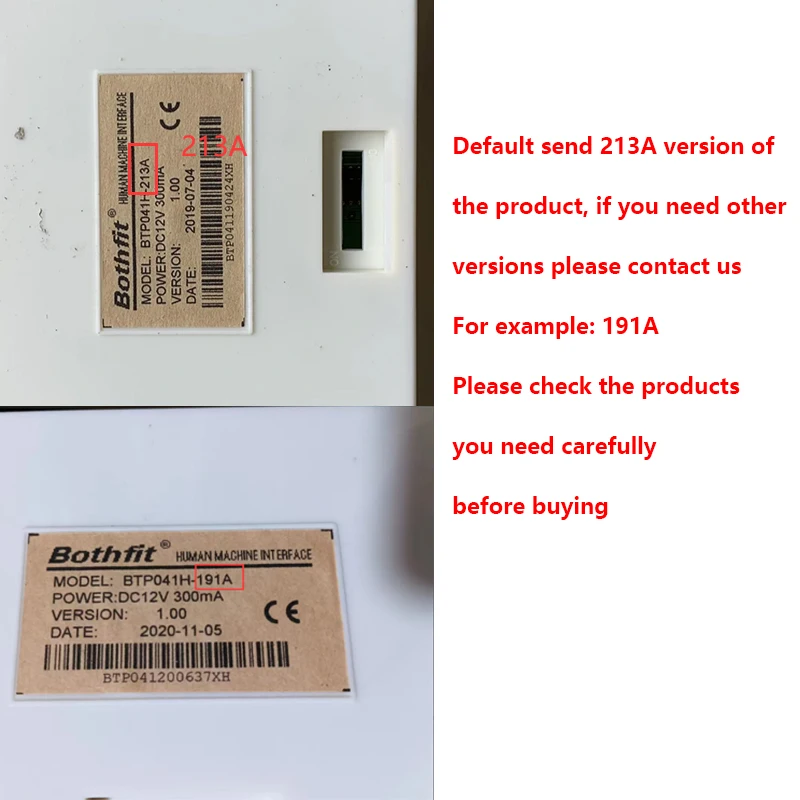 Bothfit®
HUMAN MACHINE INTERFACE
MODEL: BTP041H-213A
POWER:DC12V 300mA
VERSION: 1.00
DATE: 2019-07-04
CE
BTP041190424XH
213A
ON
Bothfit® HUMAN MACHINE INTERFACE
MODEL: BTP041H-191A
POWER:DC12V 300mA
VERSION: 1.00
DATE: 2020-11-05
CE
BTP041200637XH
Default send 213A version of
the product, if you need other
versions please contact us
For example: 191A
Please check the products
you need carefully
before buying